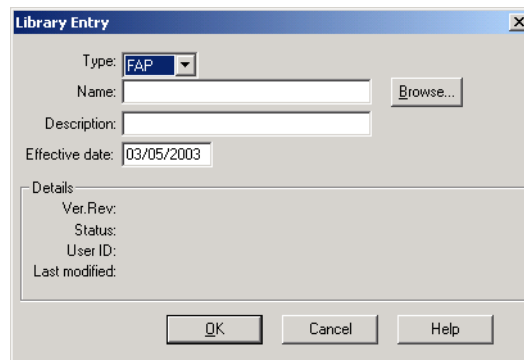 Library Entry
Type: FAP
Name: Browse...
Description:
Effective date: 03/05/2003
Details
Ver.Rev:
Status:
User ID:
Last modified:
OK Cancel Help